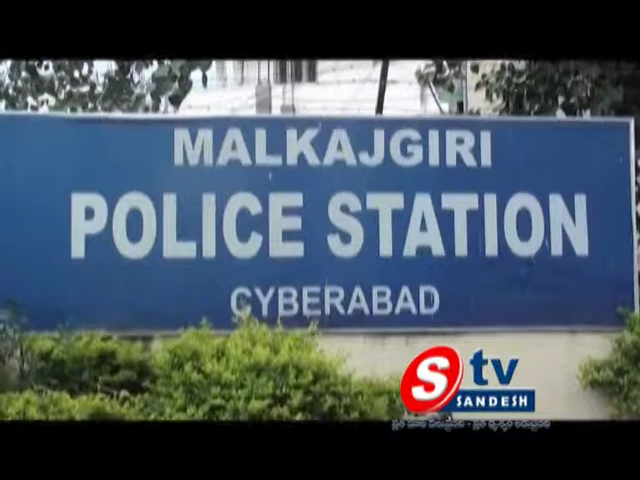 MALKAJGIRI
POLICE STATION
CYBERABAD
S tv
SANDESH